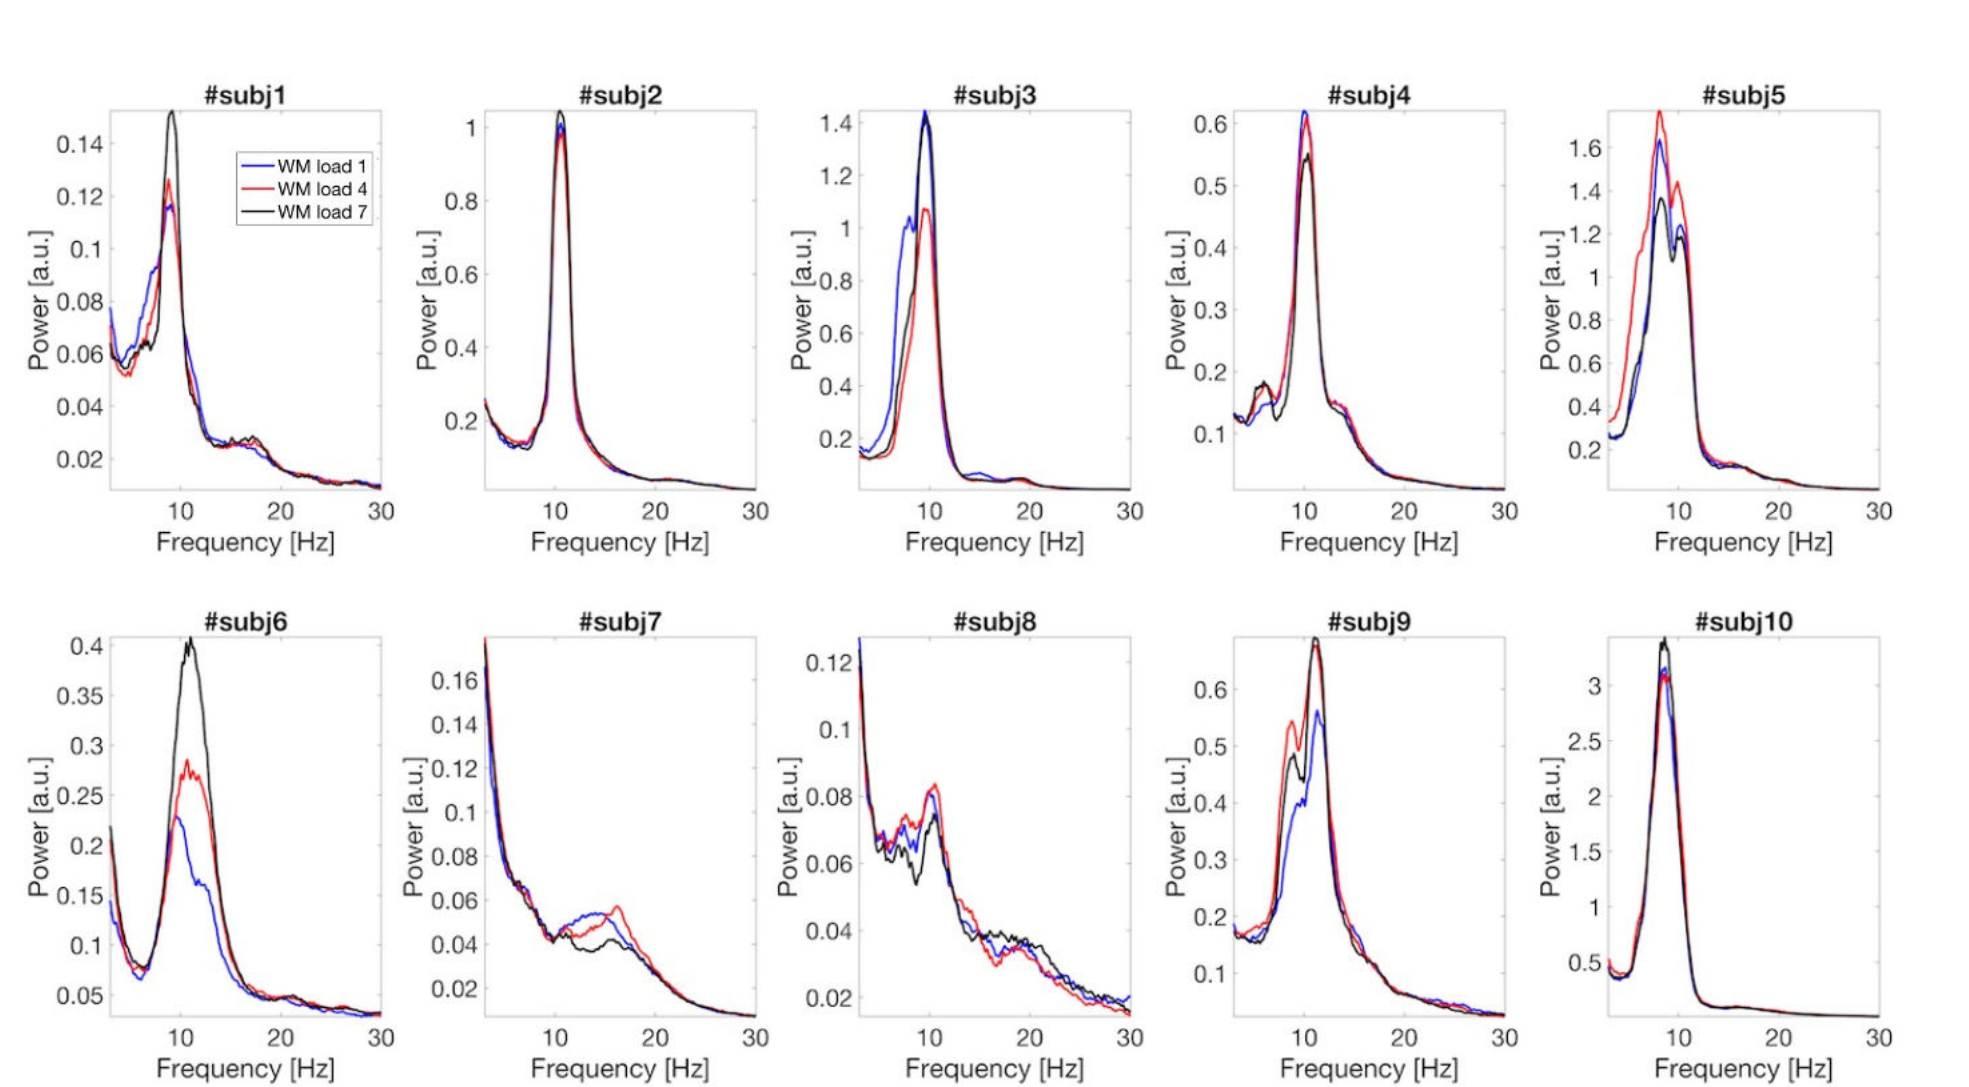 #subj1
#subj2
#subj3
#subj4
#subj5
0.14
0.12
0.1
0.08
0.06
0.04
0.02
Power [a.u.]
WM load 1
WM load 4
WM load 7
10 20 30
Frequency [Hz]
1
0.8
0.6
0.4
0.2
Power [a.u.]
10 20 30
Frequency [Hz]
1.4
1.2
1
0.8
0.6
0.4
0.2
Power [a.u.]
10 20 30
Frequency [Hz]
0.6
0.5
0.4
0.3
0.2
0.1
Power [a.u.]
10 20 30
Frequency [Hz]
1.6
1.4
1.2
1
0.8
0.6
0.4
0.2
Power [a.u.]
10 20 30
Frequency [Hz]
#subj6
#subj7
#subj8
#subj9
#subj10
0.4
0.35
0.3
0.25
0.2
0.15
0.1
0.05
Power [a.u.]
10 20 30
Frequency [Hz]
0.16
0.14
0.12
0.1
0.08
0.06
0.04
0.02
Power [a.u.]
10 20 30
Frequency [Hz]
0.12
0.1
0.08
0.06
0.04
0.02
Power [a.u.]
10 20 30
Frequency [Hz]
0.6
0.5
0.4
0.3
0.2
0.1
Power [a.u.]
10 20 30
Frequency [Hz]
3
2.5
2
1.5
1
0.5
Power [a.u.]
10 20 30
Frequency [Hz]